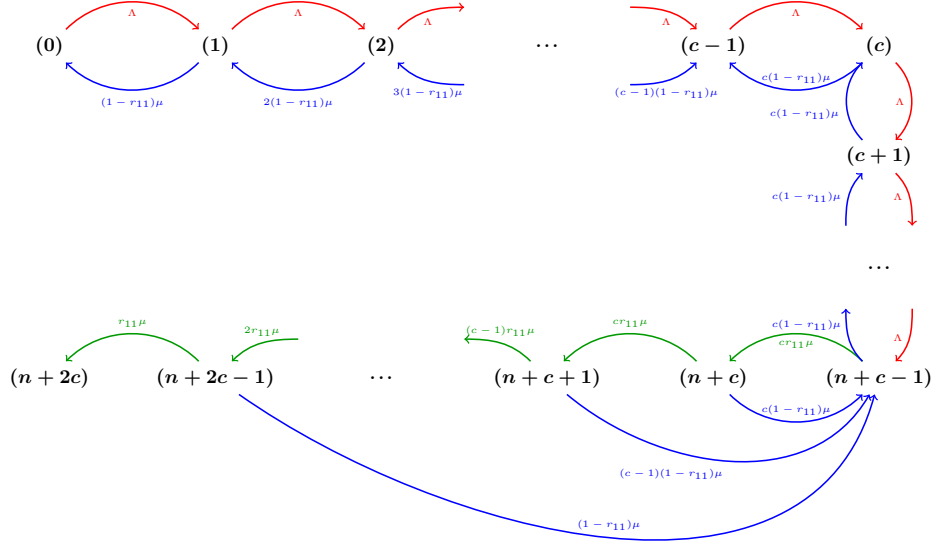 Λ Λ Λ Λ Λ
(0) (1) (2) ⋯ (c − 1) (c)
(1 − r₁₁)μ 2(1 − r₁₁)μ 3(1 − r₁₁)μ (c − 1)(1 − r₁₁)μ c(1 − r₁₁)μ
c(1 − r₁₁)μ Λ
(c + 1)
c(1 − r₁₁)μ Λ
⋯
r₁₁μ 2r₁₁μ (c − 1)r₁₁μ cr₁₁μ c(1 − r₁₁)μ cr₁₁μ Λ
(n + 2c) (n + 2c − 1) ⋯ (n + c + 1) (n + c) (n + c − 1)
c(1 − r₁₁)μ
(c − 1)(1 − r₁₁)μ
(1 − r₁₁)μ